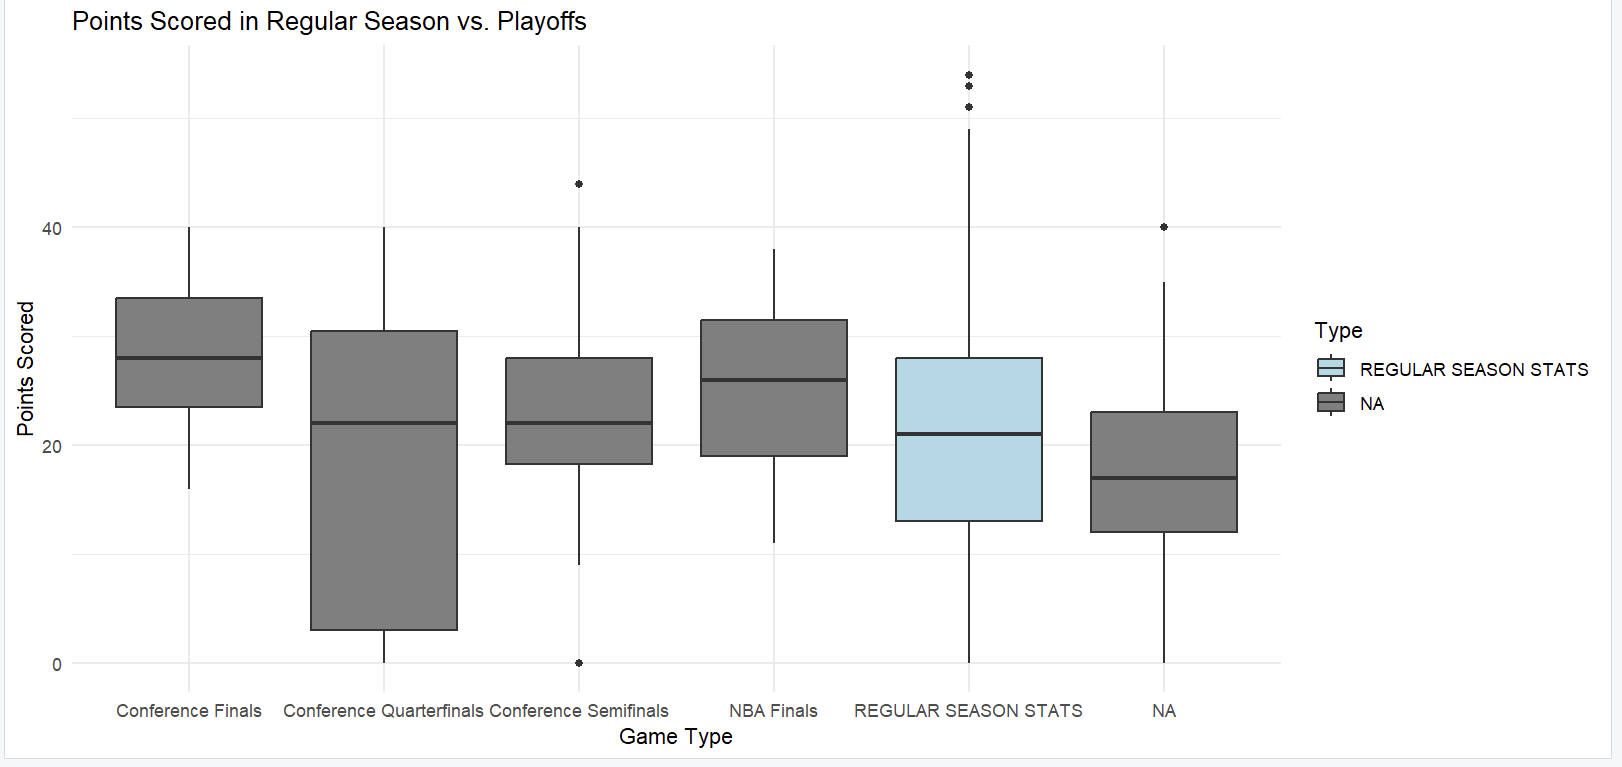 Points Scored in Regular Season vs. Playoffs
Points Scored
40
20
0
Conference Finals Conference Quarterfinals Conference Semifinals NBA Finals REGULAR SEASON STATS NA
Game Type
Type
REGULAR SEASON STATS
NA